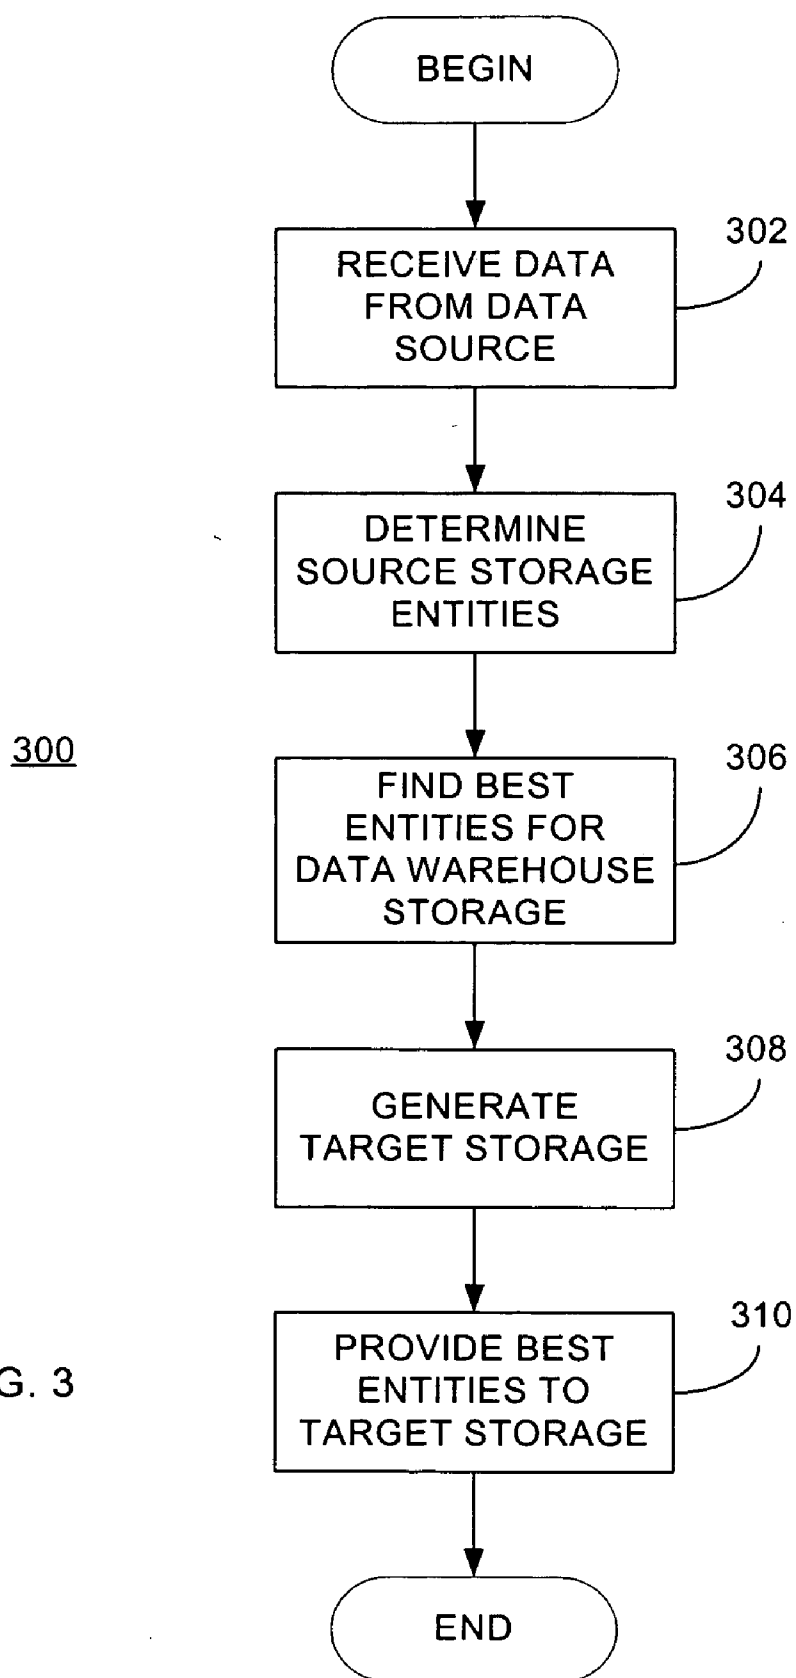 BEGIN
302
RECEIVE DATA
FROM DATA
SOURCE
304
DETERMINE
SOURCE STORAGE
ENTITIES
300
306
FIND BEST
ENTITIES FOR
DATA WAREHOUSE
STORAGE
308
GENERATE
TARGET STORAGE
310
PROVIDE BEST
ENTITIES TO
TARGET STORAGE
G. 3
END